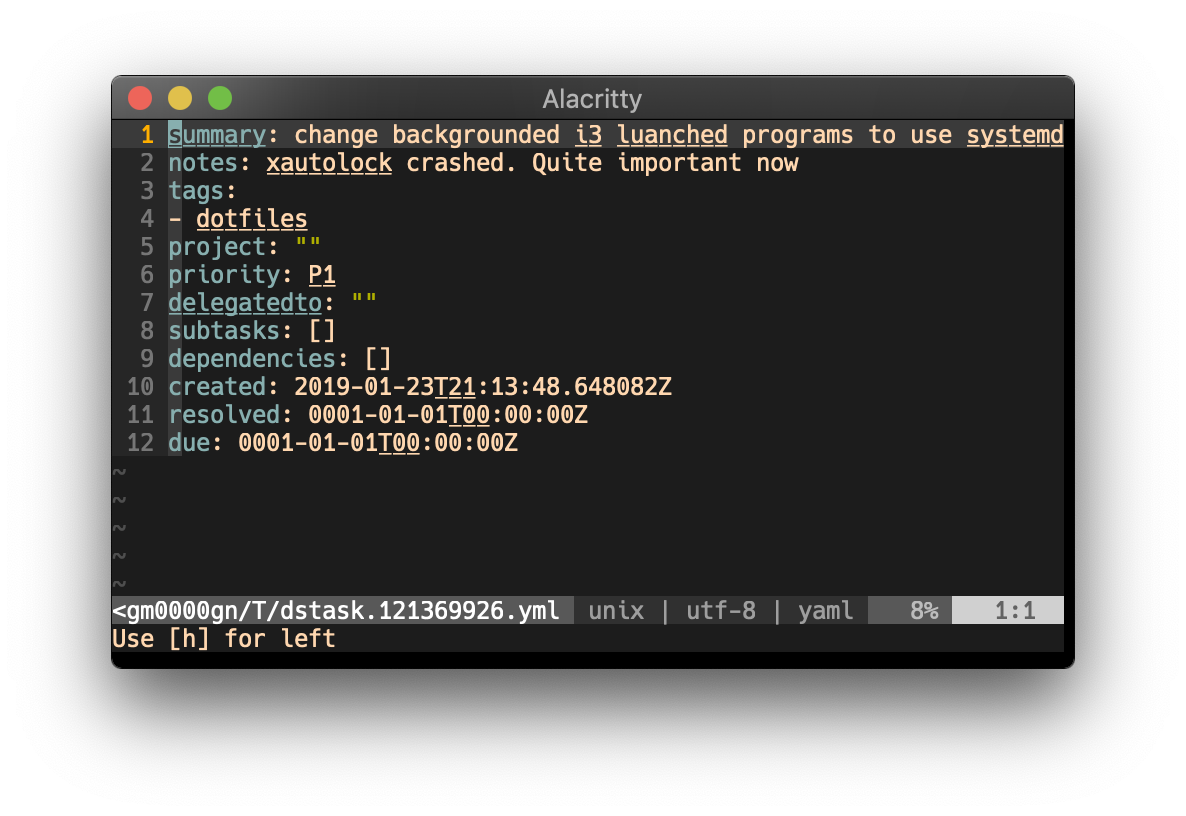 Alacritty
1 summary: change backgrounded i3 luanched programs to use systemd
2 notes: xautolock crashed. Quite important now
3 tags:
4 - dotfiles
5 project: ""
6 priority: P1
7 delegatedto: ""
8 subtasks: []
9 dependencies: []
10 created: 2019-01-23T21:13:48.648082Z
11 resolved: 0001-01-01T00:00:00Z
12 due: 0001-01-01T00:00:00Z
~
~
~
~
~
<gm0000gn/T/dstask.121369926.yml unix | utf-8 | yaml 8% 1:1
Use [h] for left